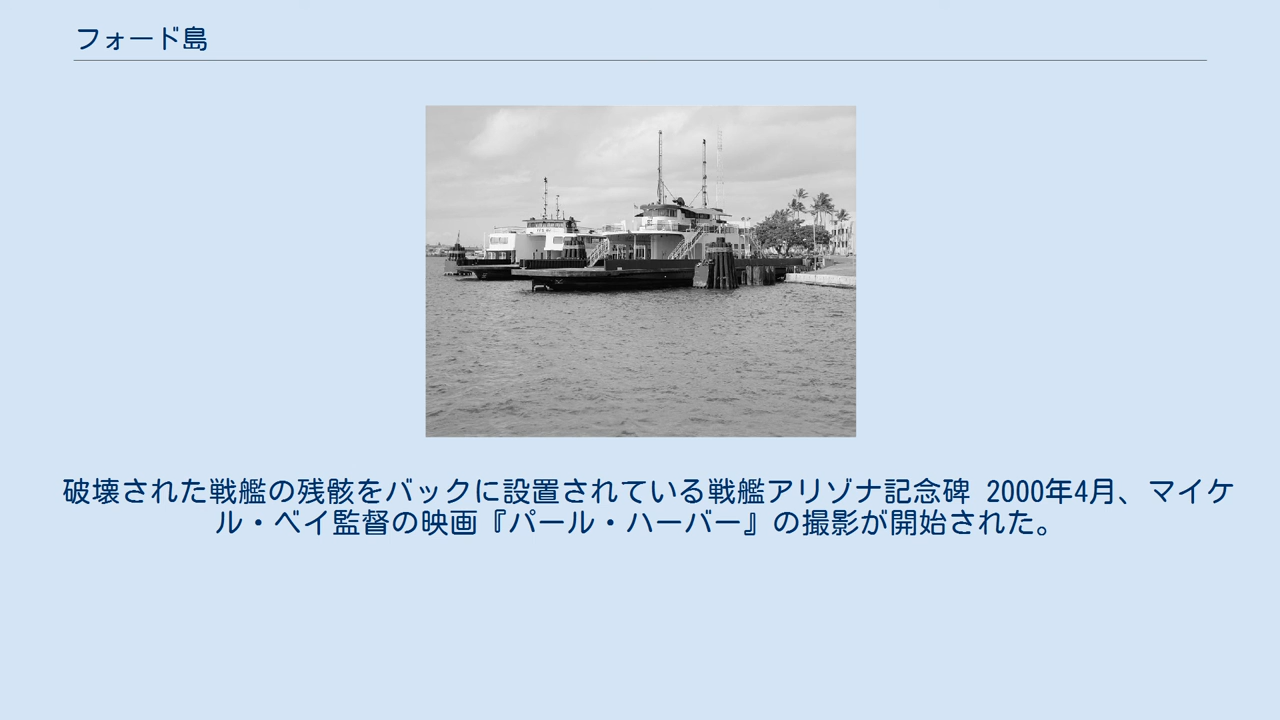 フォード島
破壊された戦艦の残骸をバックに設置されている戦艦アリゾナ記念碑 2000年4月、マイケ
ル・ベイ監督の映画『パール・ハーバー』の撮影が開始された。